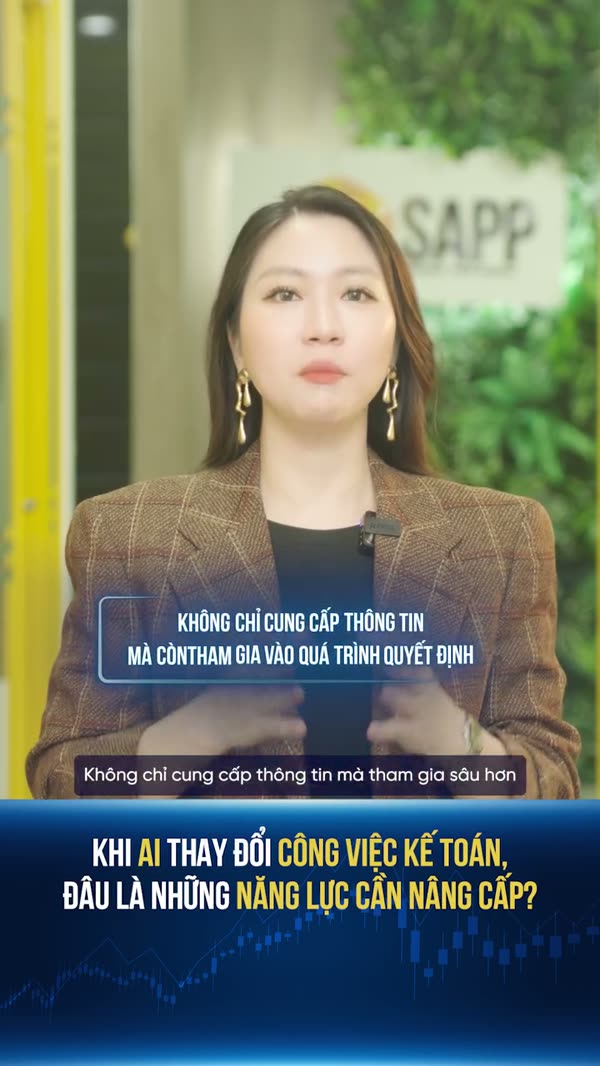 SAPP
KHÔNG CHỈ CUNG CẤP THÔNG TIN
MÀ CÒNTHAM GIA VÀO QUÁ TRÌNH QUYẾT ĐỊNH
Không chỉ cung cấp thông tin mà tham gia sâu hơn
KHI AI THAY ĐỔI CÔNG VIỆC KẾ TOÁN,
ĐÂU LÀ NHỮNG NĂNG LỰC CẦN NÂNG CẤP?